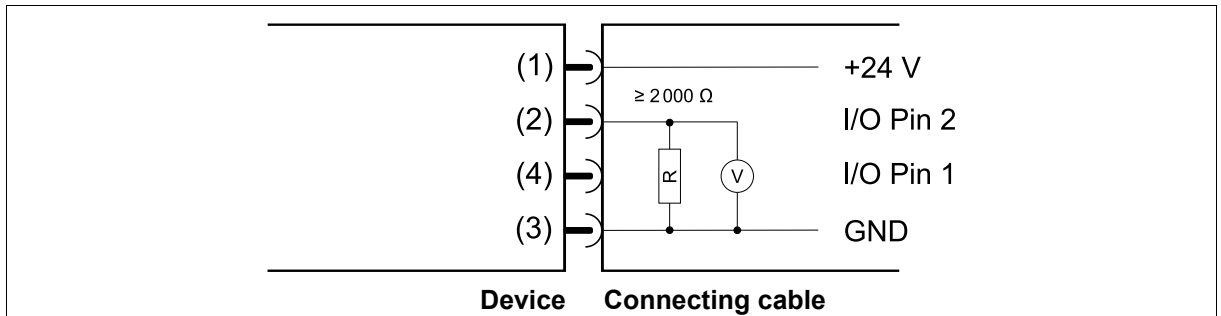 (1) +24 V
≥ 2 000 Ω
(2) I/O Pin 2
R V
(4) I/O Pin 1
(3) GND
Device Connecting cable